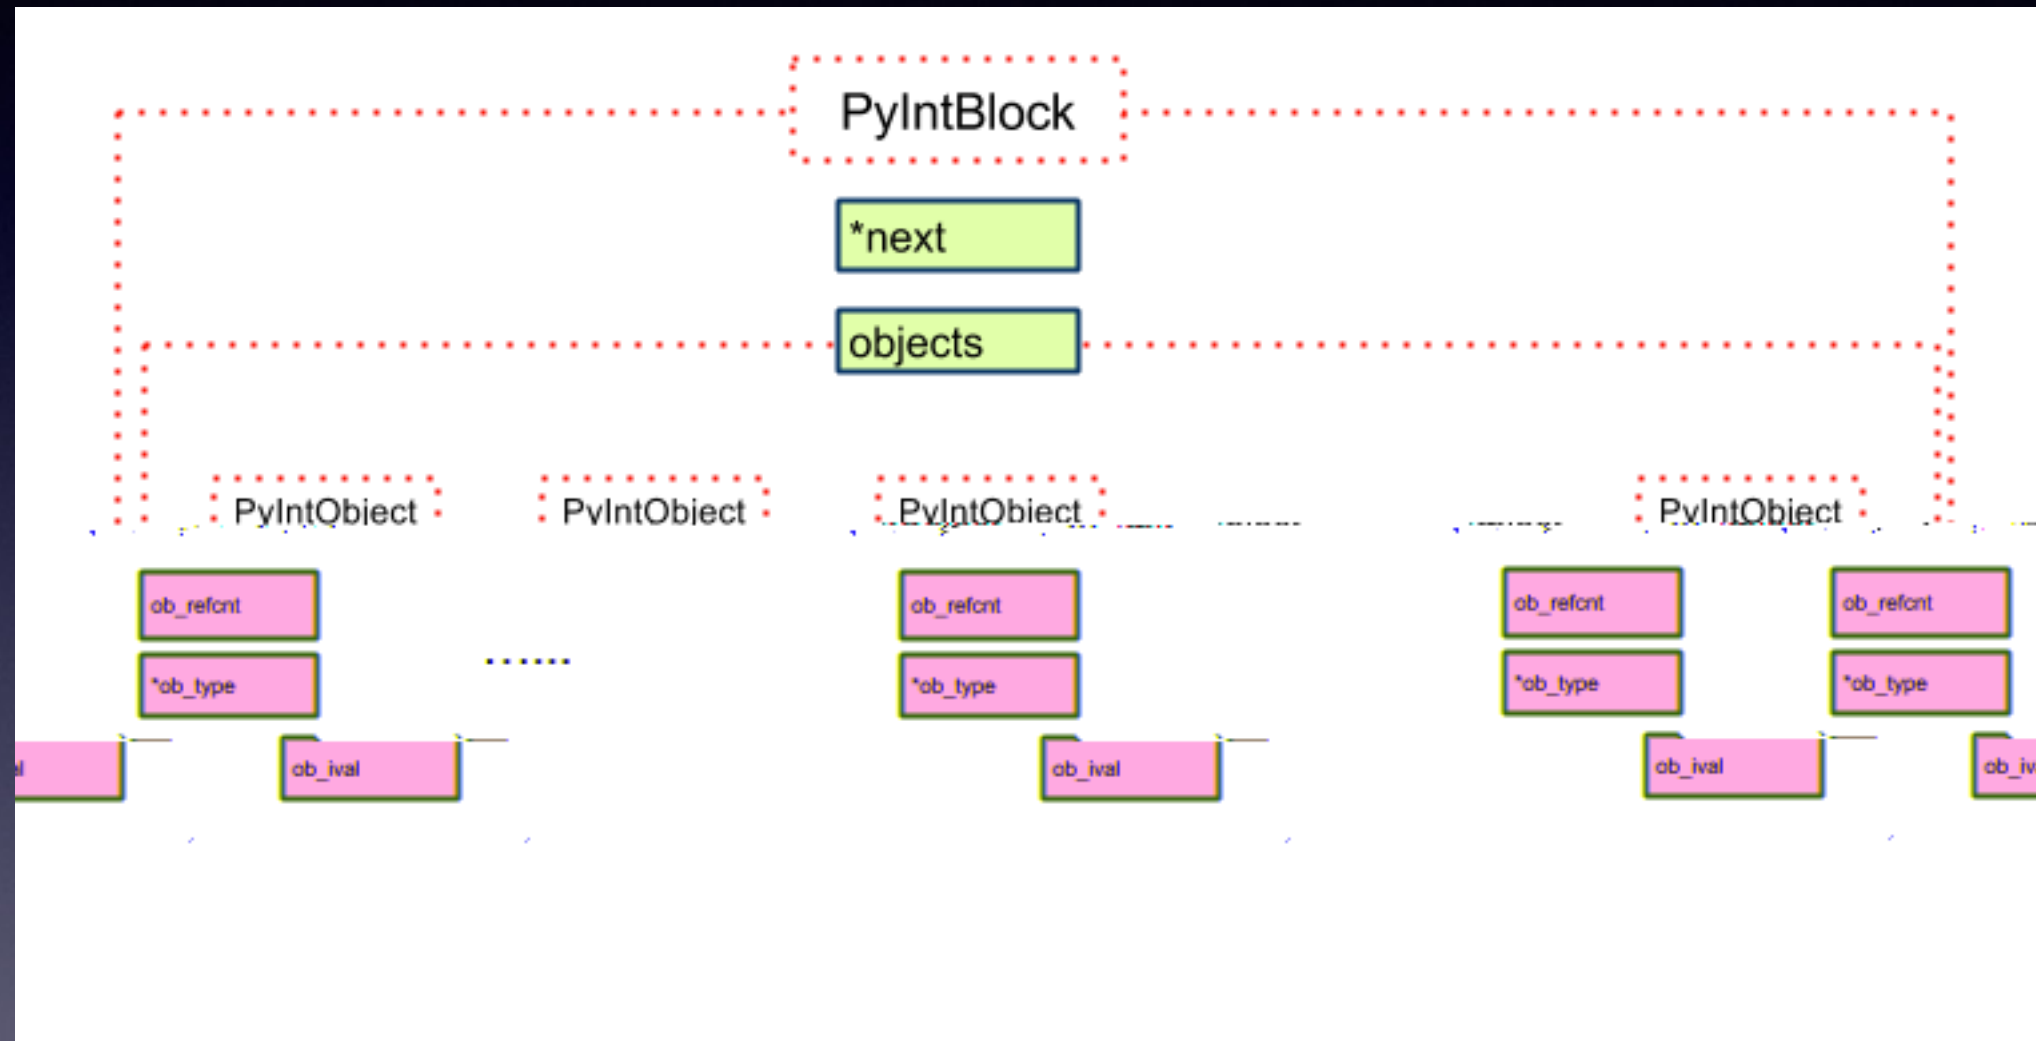 PyIntBlock
*next
objects
PyIntObject PyIntObject PyIntObject PyIntObject
ob_refcnt ob_refcnt ob_refcnt ob_refcnt
*ob_type ...... *ob_type *ob_type *ob_type
ob_ival ob_ival ob_ival